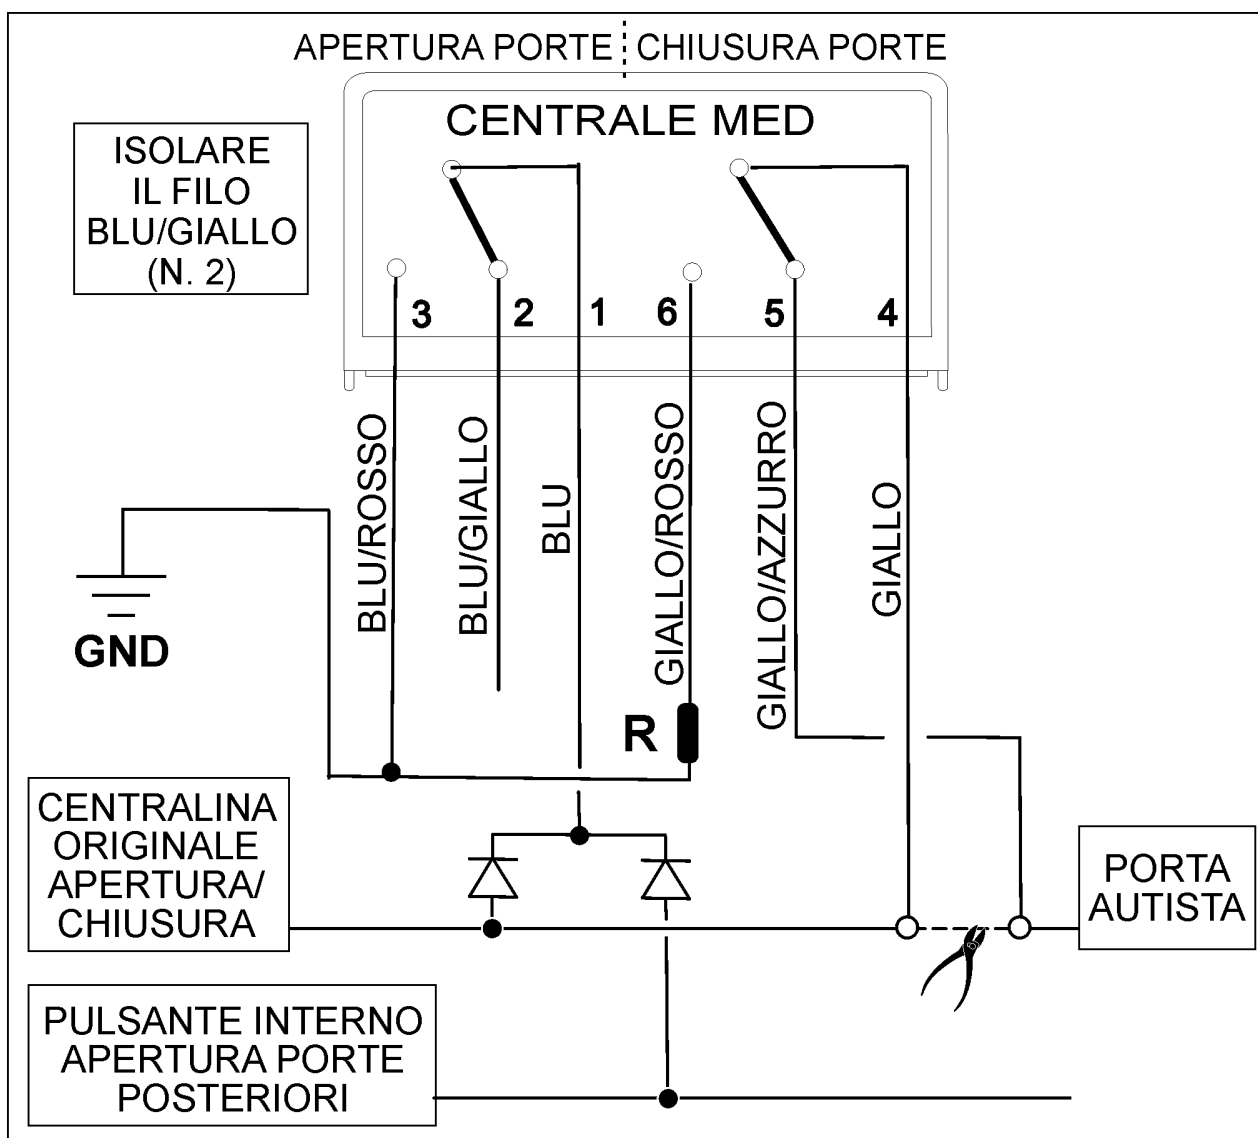 APERTURA PORTE CHIUSURA PORTE
CENTRALE MED
ISOLARE
IL FILO
BLU/GIALLO
(N. 2)
3 2 1 6 5 4
BLU/ROSSO
BLU/GIALLO
BLU
GIALLO/ROSSO
GIALLO/AZZURRO
GIALLO
GND
R
CENTRALINA
ORIGINALE
APERTURA/
CHIUSURA
PORTA
AUTISTA
PULSANTE INTERNO
APERTURA PORTE
POSTERIORI